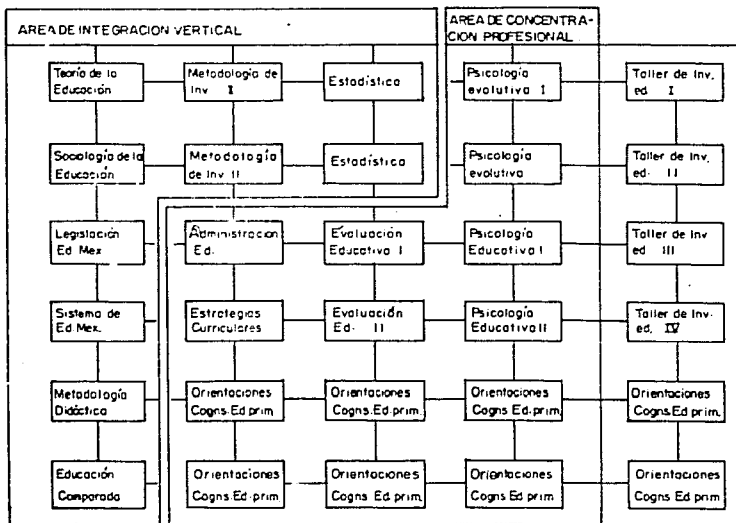 AREA DE INTEGRACION VERTICAL
AREA DE CONCENTRA-
CION PROFESIONAL
Teoría de la
Educación
Metodología de
Inv. I
Estadística
Psicología
evolutiva I
Taller de Inv.
ed. I
Sociología de la
Educación
Metodología
de Inv II
Estadística
Psicología
evolutiva
Taller de Inv.
ed. II
Legislación
Ed Mex
Administracion
Ed.
Evaluación
Educativa I
Psicología
Educativa I
Taller de Inv
ed III
Sistema de
Ed. Mex.
Estrategias
Curriculares
Evaluación
Ed. II
Psicología
Educativa II
Taller de Inv.
ed. IV
Metodología
Didáctica
Orientaciones
Cogns. Ed prim
Orientaciones
Cogns. Ed. prim.
Orientaciones
Cogns. Ed. prim.
Orientaciones
Cogns. Ed prim.
Educación
Comparada
Orientaciones
Cogns. Ed. prim
Orientaciones
Cogns Ed prim.
Orientaciones
Cogns Ed prim
Orientaciones
Cogns Ed. prim